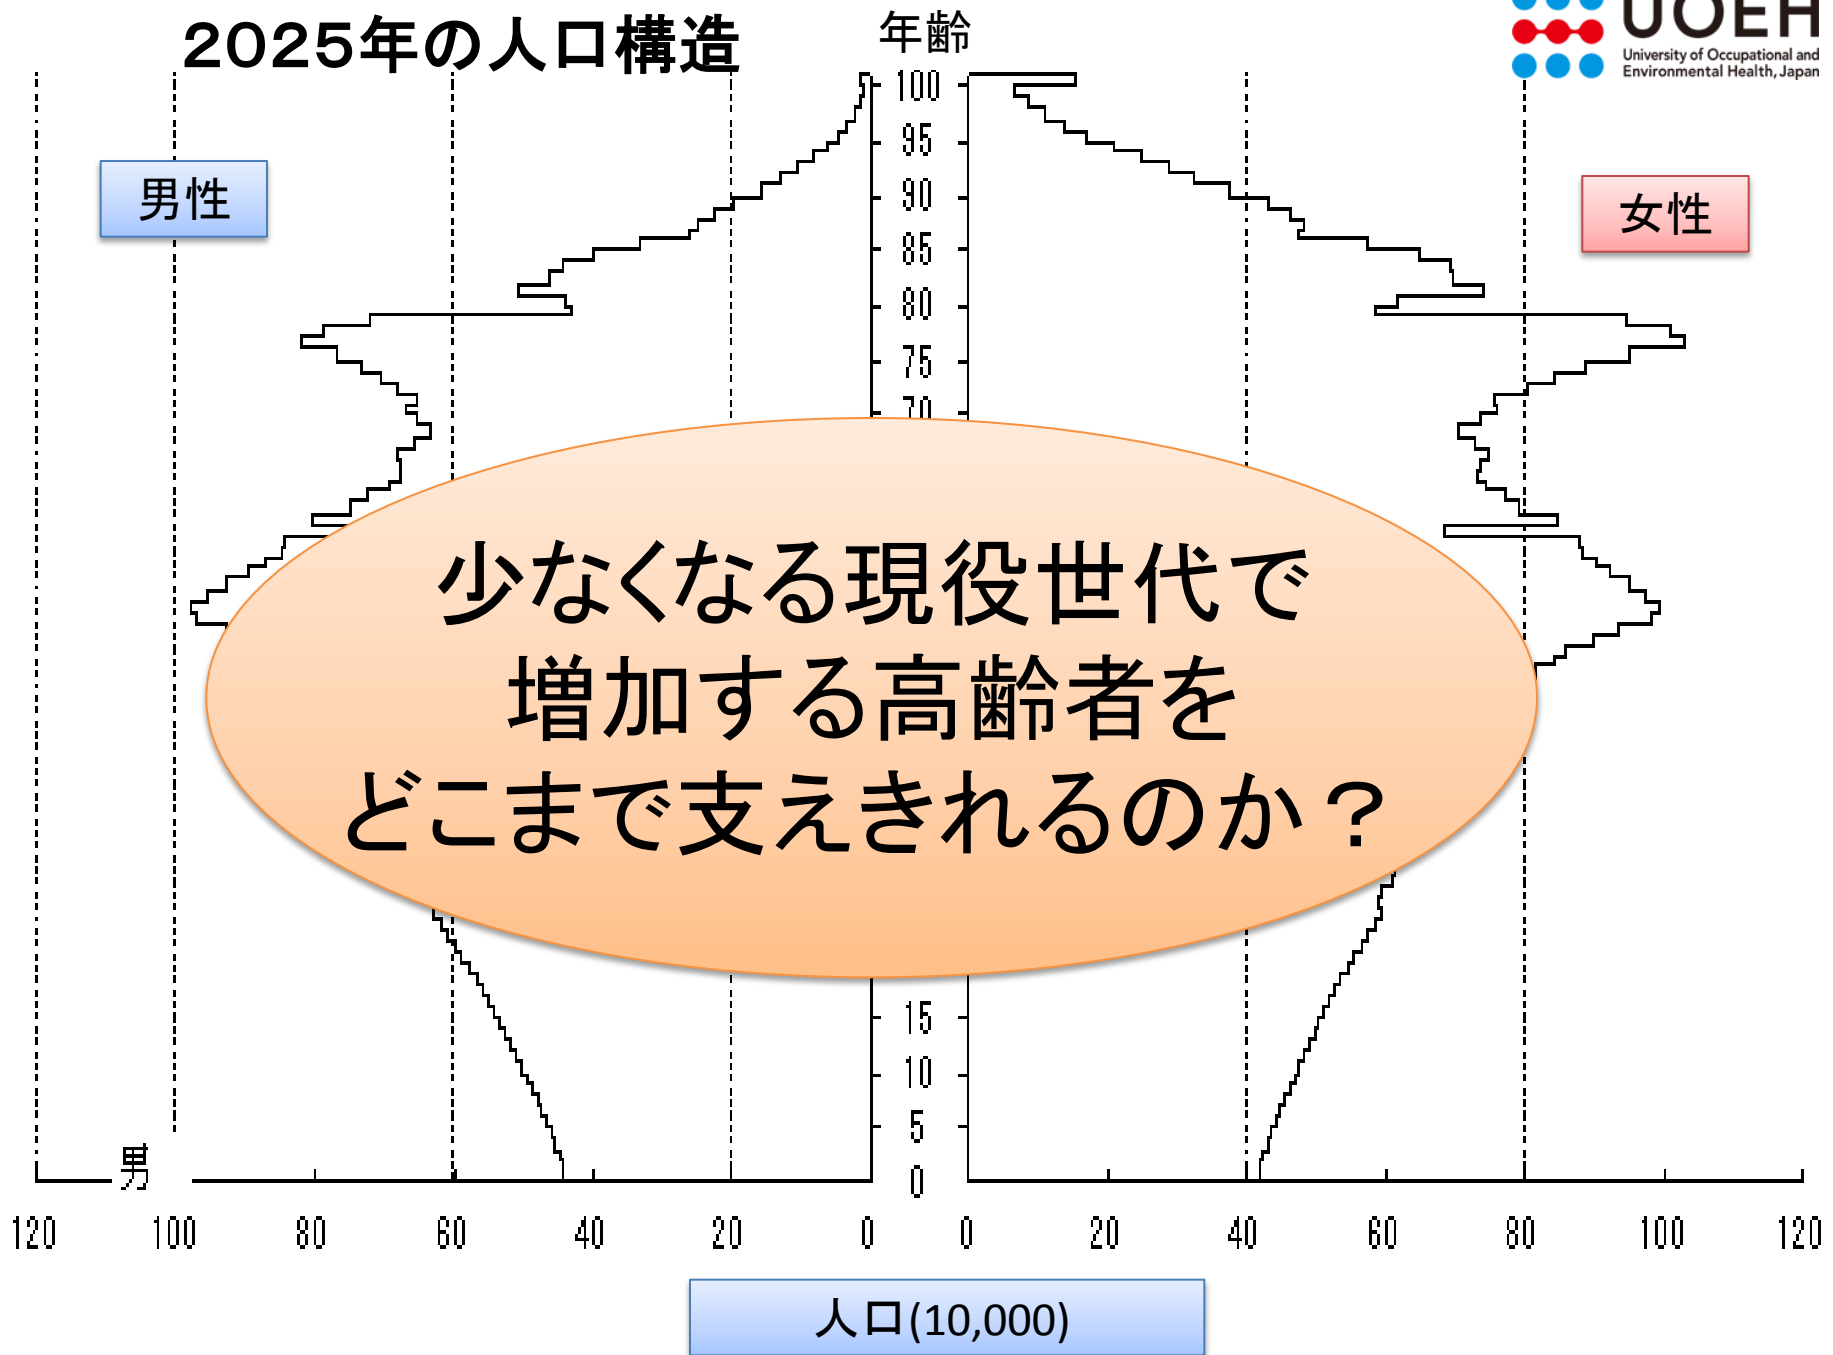 2025年の人口構造
年齢
UOEH
University of Occupational and
Environmental Health, Japan
男性
女性
100
95
90
85
80
75
70
少なくなる現役世代で
増加する高齢者を
どこまで支えきれるのか？
15
10
5
0
男
120 100 80 60 40 20 0 0 20 40 60 80 100 120
人口(10,000)